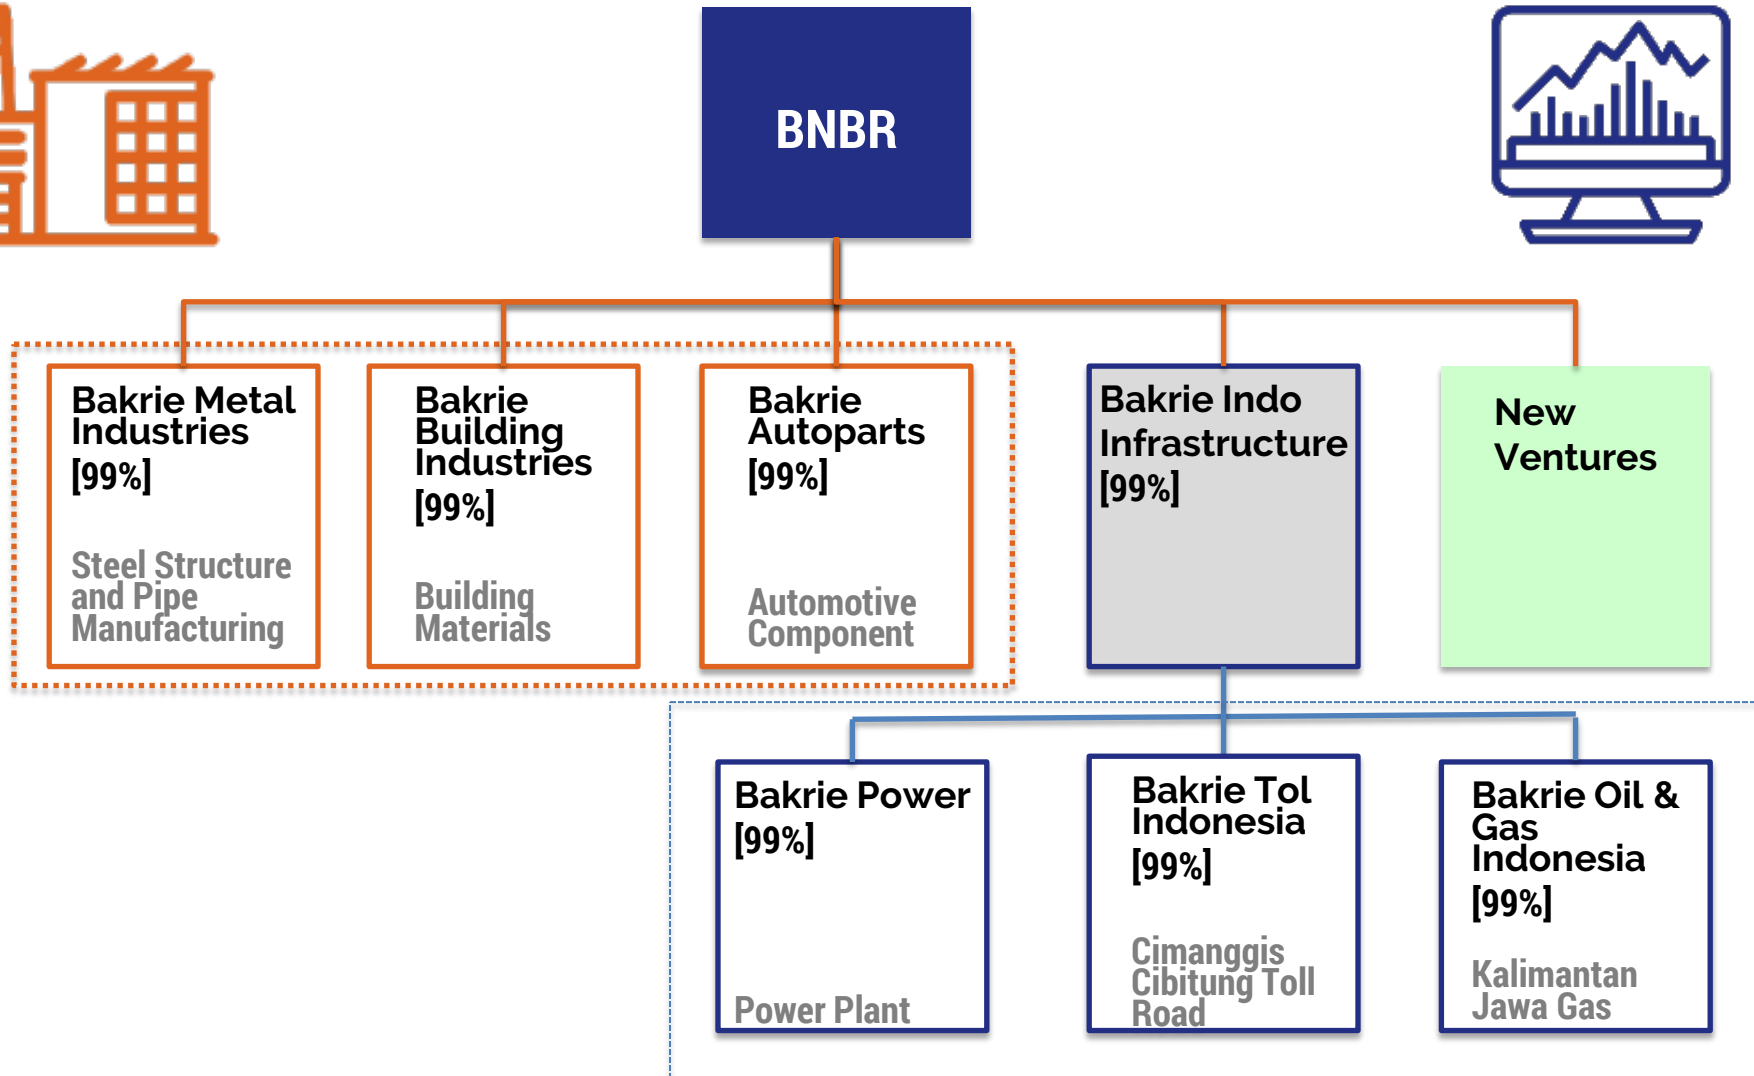 BNBR
Bakrie Metal
Industries
[99%]
Steel Structure
and Pipe
Manufacturing
Bakrie
Building
Industries
[99%]
Building
Materials
Bakrie
Autoparts
[99%]
Automotive
Component
Bakrie Indo
Infrastructure
[99%]
New
Ventures
Bakrie Power
[99%]
Power Plant
Bakrie Tol
Indonesia
[99%]
Cimanggis
Cibitung Toll
Road
Bakrie Oil &
Gas
Indonesia
[99%]
Kalimantan
Jawa Gas